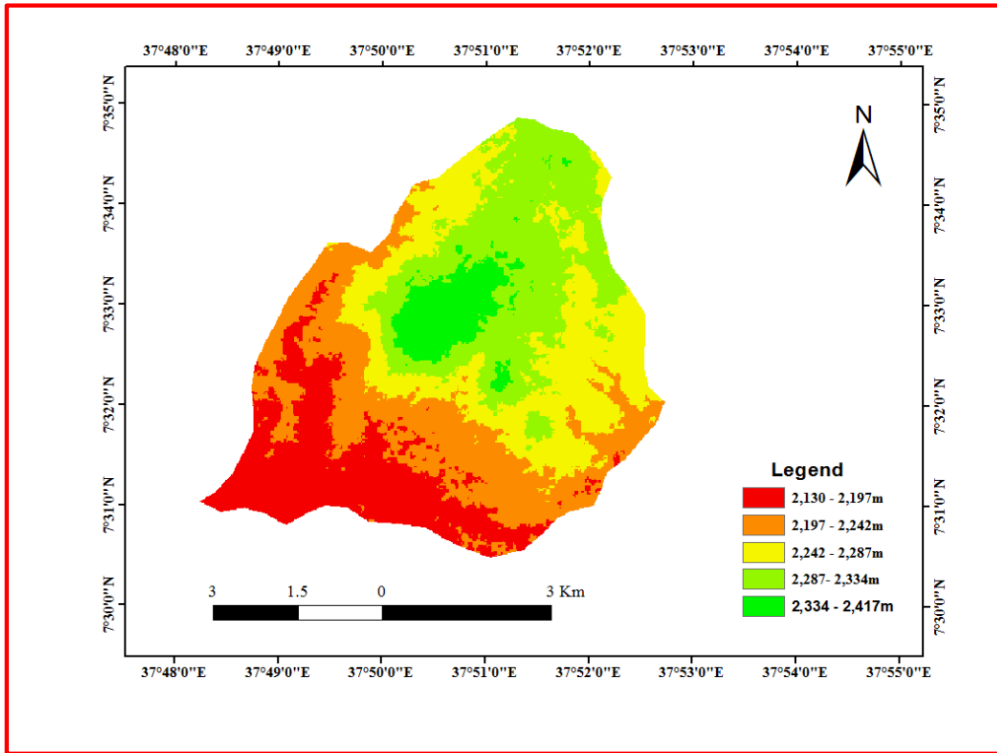 37°48'0"E 37°49'0"E 37°50'0"E 37°51'0"E 37°52'0"E 37°53'0"E 37°54'0"E 37°55'0"E
7°35'0"N 7°35'0"N
N
7°34'0"N 7°34'0"N
7°33'0"N 7°33'0"N
7°32'0"N 7°32'0"N
Legend
2,130 - 2,197m
7°31'0"N 7°31'0"N
2,197 - 2,242m
2,242 - 2,287m
2,287- 2,334m
3 1.5 0 3 Km
2,334 - 2,417m
7°30'0"N 7°30'0"N
37°48'0"E 37°49'0"E 37°50'0"E 37°51'0"E 37°52'0"E 37°53'0"E 37°54'0"E 37°55'0"E